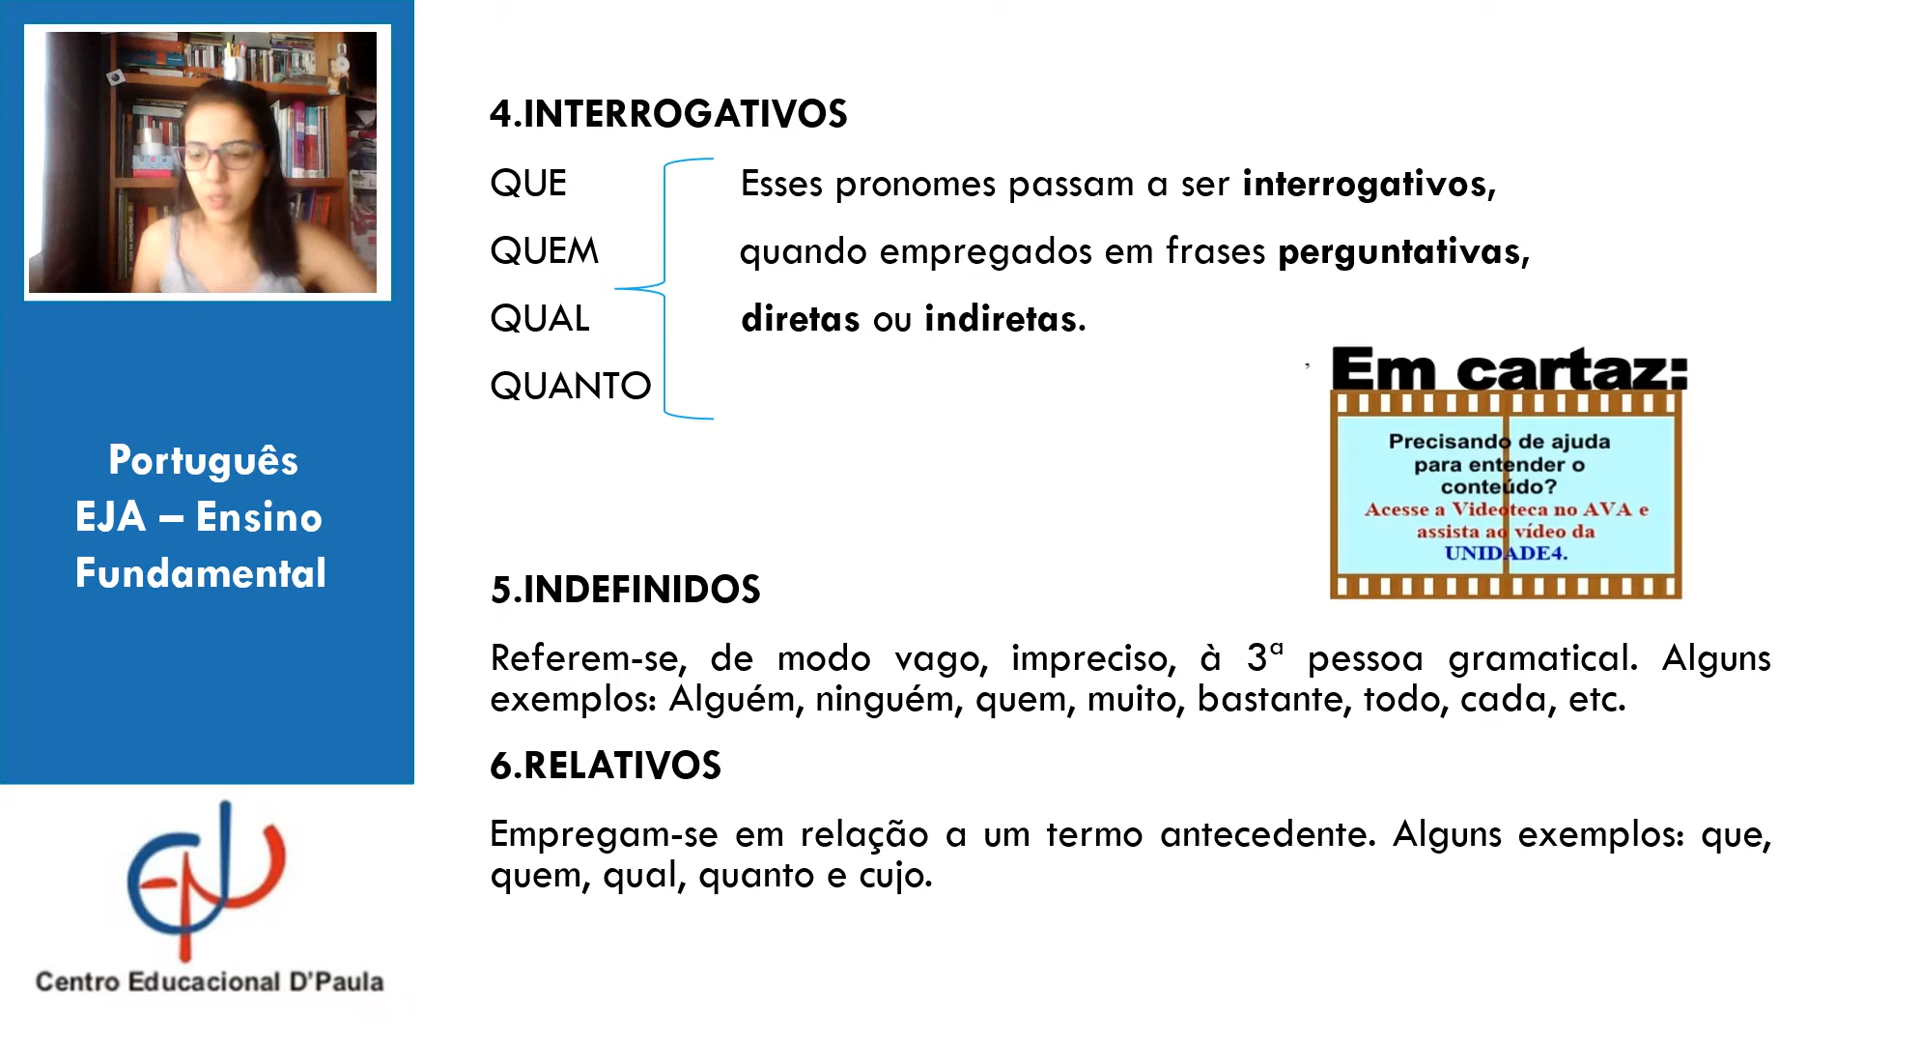 4.INTERROGATIVOS
QUE
QUEM
QUAL
QUANTO
Esses pronomes passam a ser interrogativos,
quando empregados em frases perguntativas,
diretas ou indiretas.
Em cartaz:
Precisando de ajuda
para entender o
conteúdo?
Acesse a Videoteca no AVA e
assista ao vídeo da
UNIDADE4.
5.INDEFINIDOS
Referem-se, de modo vago, impreciso, à 3ª pessoa gramatical. Alguns
exemplos: Alguém, ninguém, quem, muito, bastante, todo, cada, etc.
6.RELATIVOS
Empregam-se em relação a um termo antecedente. Alguns exemplos: que,
quem, qual, quanto e cujo.
Português
EJA – Ensino
Fundamental
Centro Educacional D'Paula